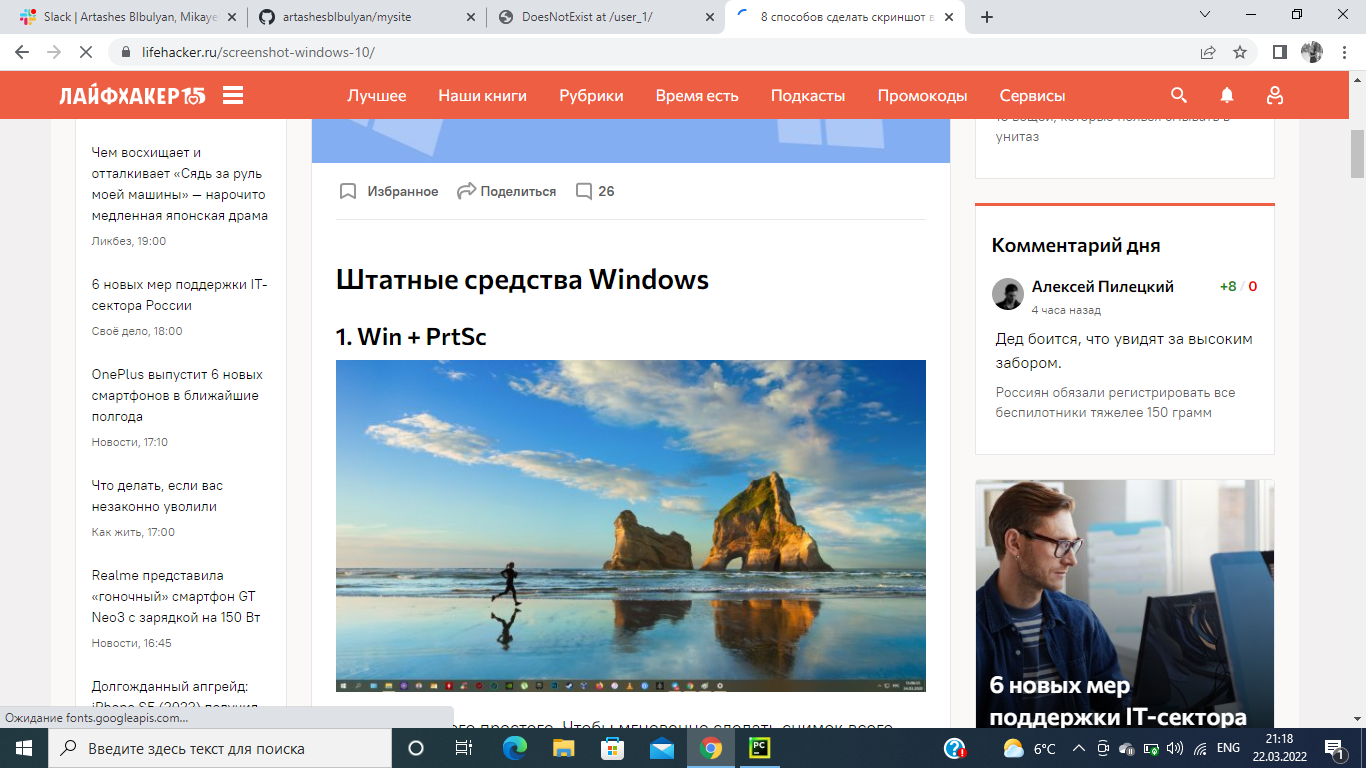 Slack | Artashes Blbulyan, Mikaye
artashesblbulyan/mysite
DoesNotExist at /user_1/
8 способов сделать скриншот в
lifehacker.ru/screenshot-windows-10/
ЛАЙФХАКЕР15
Лучшее
Наши книги
Рубрики
Время есть
Подкасты
Промокоды
Сервисы
Чем восхищает и
отталкивает «Сядь за руль
моей машины» — нарочито
медленная японская драма
Ликбез, 19:00
6 новых мер поддержки IT-
сектора России
Своё дело, 18:00
OnePlus выпустит 6 новых
смартфонов в ближайшие
полгода
Новости, 17:10
Что делать, если вас
незаконно уволили
Как жить, 17:00
Realme представила
«гоночный» смартфон GT
Neo3 с зарядкой на 150 Вт
Новости, 16:45
Долгожданный апгрейд:
iPhone SE (2022) получил
Ожидание fonts.googleapis.com...
Избранное
Поделиться
26
Штатные средства Windows
1. Win + PrtSc
простого. Чтобы мгновенно сделать снимок всего
10 вещей, которые нельзя смывать в
унитаз
Комментарий дня
Алексей Пилецкий
+8 / 0
4 часа назад
Дед боится, что увидят за высоким
забором.
Россиян обязали регистрировать все
беспилотники тяжелее 150 грамм
6 новых мер
поддержки IT-сектора
Введите здесь текст для поиска
PC
6°C
ENG
21:18
22.03.2022
1